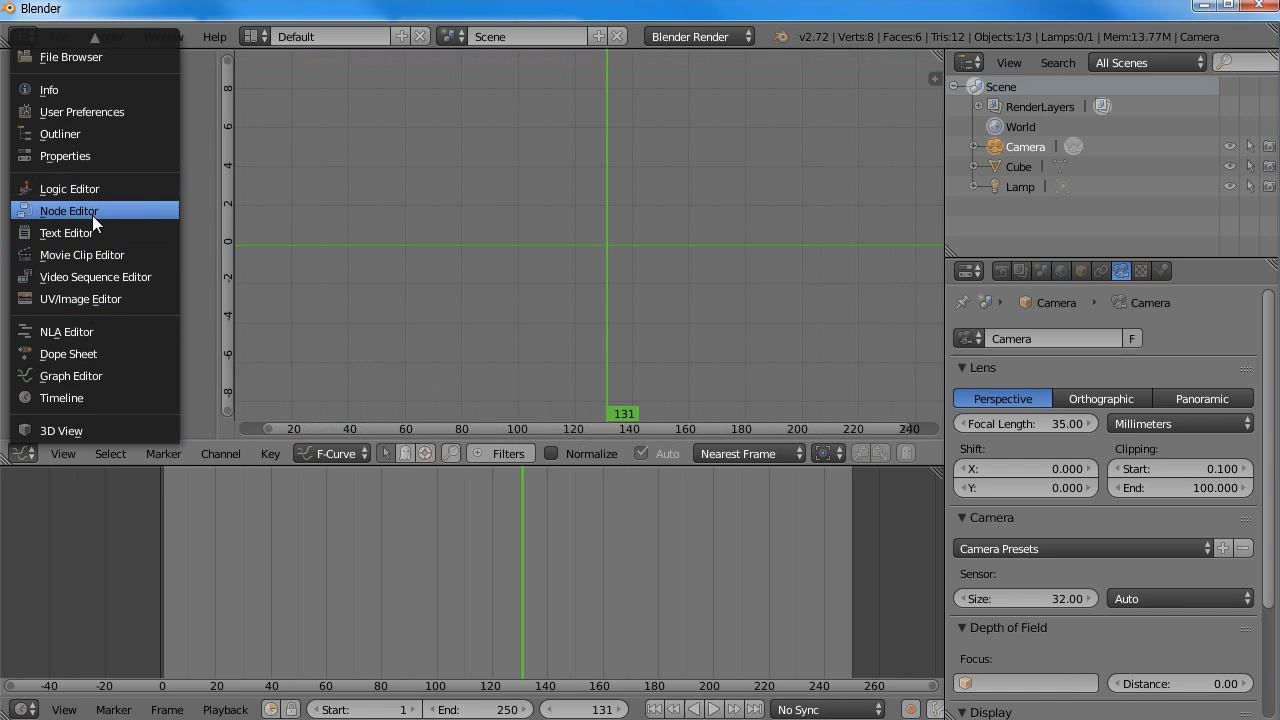 Blender
Window Help Default Scene Blender Render v2.72 | Verts:8 | Faces:6 | Tris:12 | Objects:1/3 | Lamps:0/1 | Mem:13.77M | Camera
File Browser
Info
User Preferences
Outliner
Properties
Logic Editor
Node Editor
Text Editor
Movie Clip Editor
Video Sequence Editor
UV/Image Editor
NLA Editor
Dope Sheet
Graph Editor
Timeline
3D View
8
6
4
2
0
-2
-4
-6
-8
131
20 40 60 80 100 120 140 160 180 200 220 240
View Select Marker Channel Key F-Curve Filters Normalize Auto Nearest Frame
-40 -20 0 20 40 60 80 100 120 140 160 180 200 220 240 260
View Marker Frame Playback Start: 1 End: 250 131 No Sync
View Search All Scenes
Scene
RenderLayers |
World
Camera |
Cube |
Lamp |
Camera Camera
Camera F
Lens
Perspective Orthographic Panoramic
Focal Length: 35.00 Millimeters
Shift: Clipping:
X: 0.000 Start: 0.100
Y: 0.000 End: 100.000
Camera
Camera Presets
Sensor:
Size: 32.00 Auto
Depth of Field
Focus:
Distance: 0.00
Display